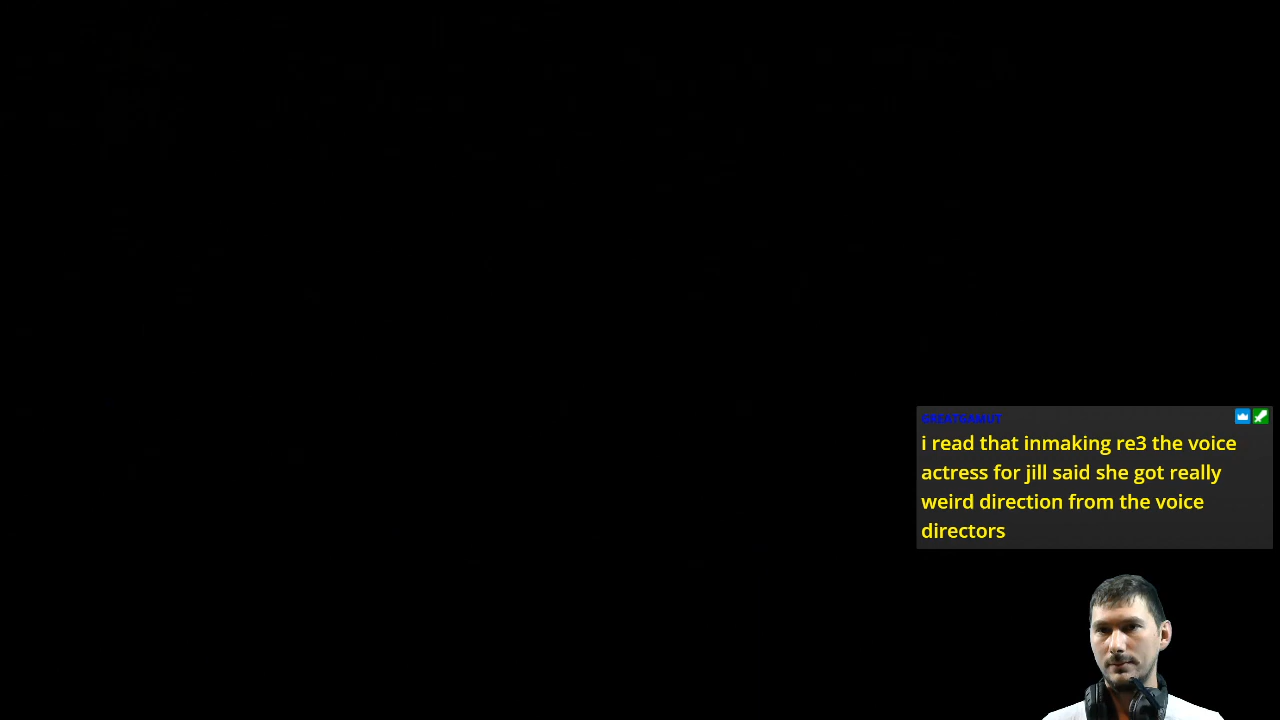 GREATGAMUT
i read that inmaking re3 the voice
actress for jill said she got really
weird direction from the voice
directors